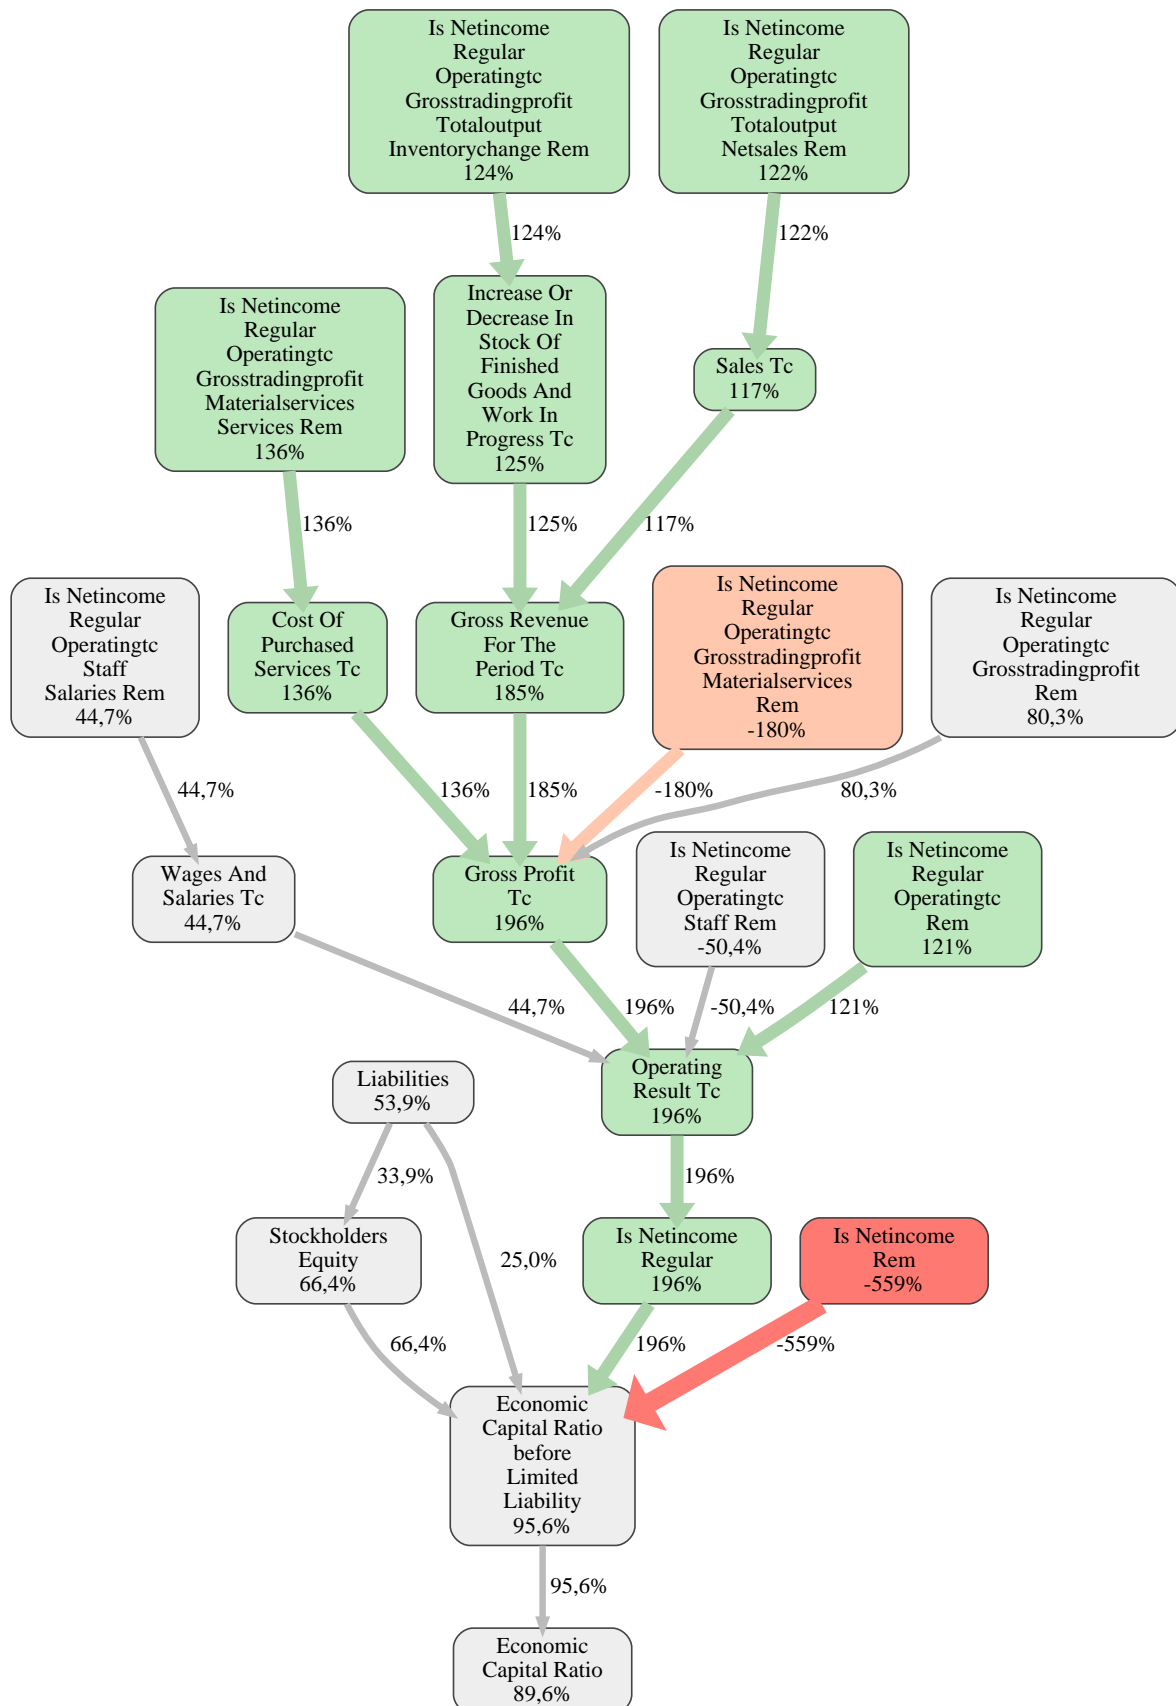 Is Netincome
Regular
Operatingtc
Grosstradingprofit
Totaloutput
Inventorychange Rem
124%
Is Netincome
Regular
Operatingtc
Grosstradingprofit
Totaloutput
Netsales Rem
122%
124%
122%
Is Netincome
Regular
Operatingtc
Grosstradingprofit
Materialservices
Services Rem
136%
Increase Or
Decrease In
Stock Of
Finished
Goods And
Work In
Progress Tc
125%
Sales Tc
117%
136%
125%
117%
Is Netincome
Regular
Operatingtc
Staff
Salaries Rem
44,7%
Cost Of
Purchased
Services Tc
136%
Gross Revenue
For The
Period Tc
185%
Is Netincome
Regular
Operatingtc
Grosstradingprofit
Materialservices
Rem
-180%
Is Netincome
Regular
Operatingtc
Grosstradingprofit
Rem
80,3%
44,7%
136%
185%
-180%
80,3%
Wages And
Salaries Tc
44,7%
Gross Profit
Tc
196%
Is Netincome
Regular
Operatingtc
Staff Rem
-50,4%
Is Netincome
Regular
Operatingtc
Rem
121%
44,7%
196%
-50,4%
121%
Liabilities
53,9%
Operating
Result Tc
196%
33,9%
196%
Stockholders
Equity
66,4%
25,0%
Is Netincome
Regular
196%
Is Netincome
Rem
-559%
66,4%
196%
-559%
Economic
Capital Ratio
before
Limited
Liability
95,6%
95,6%
Economic
Capital Ratio
89,6%